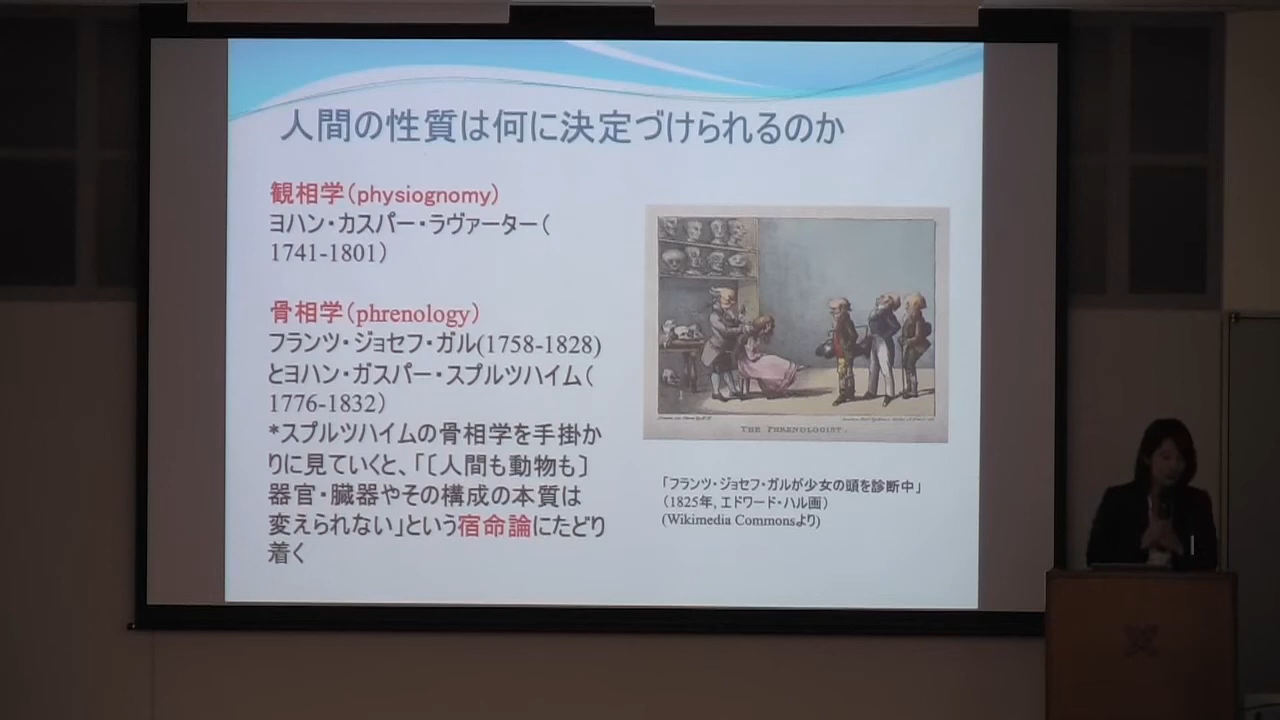 人間の性質は何に決定づけられるのか
観相学(physiognomy)
ヨハン・カスパー・ラヴァーター(
1741-1801)
骨相学(phrenology)
フランツ・ジョセフ・ガル(1758-1828)
とヨハン・ガスパー・スプルツハイム(
1776-1832)
*スプルツハイムの骨相学を手掛か
りに見ていくと、「〔人間も動物も〕
器官・臓器やその構成の本質は
変えられない」という宿命論にたどり
着く
THE PHRENOLOGIST.
「フランツ・ジョセフ・ガルが少女の頭を診断中」
(1825年, エドワード・ハル画)
(Wikimedia Commonsより)